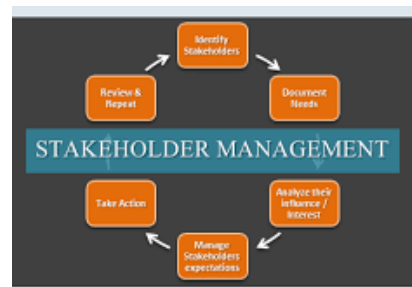 Identify
Stakeholders
Review &
Repeat
Document
Needs
STAKEHOLDER MANAGEMENT
Take Action
Analyze their
influence /
Interest
Manage
Stakeholders
expectations